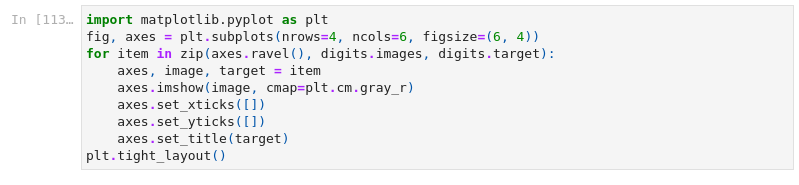 In [113…
import matplotlib.pyplot as plt
fig, axes = plt.subplots(nrows=4, ncols=6, figsize=(6, 4))
for item in zip(axes.ravel(), digits.images, digits.target):
    axes, image, target = item
    axes.imshow(image, cmap=plt.cm.gray_r)
    axes.set_xticks([])
    axes.set_yticks([])
    axes.set_title(target)
plt.tight_layout()